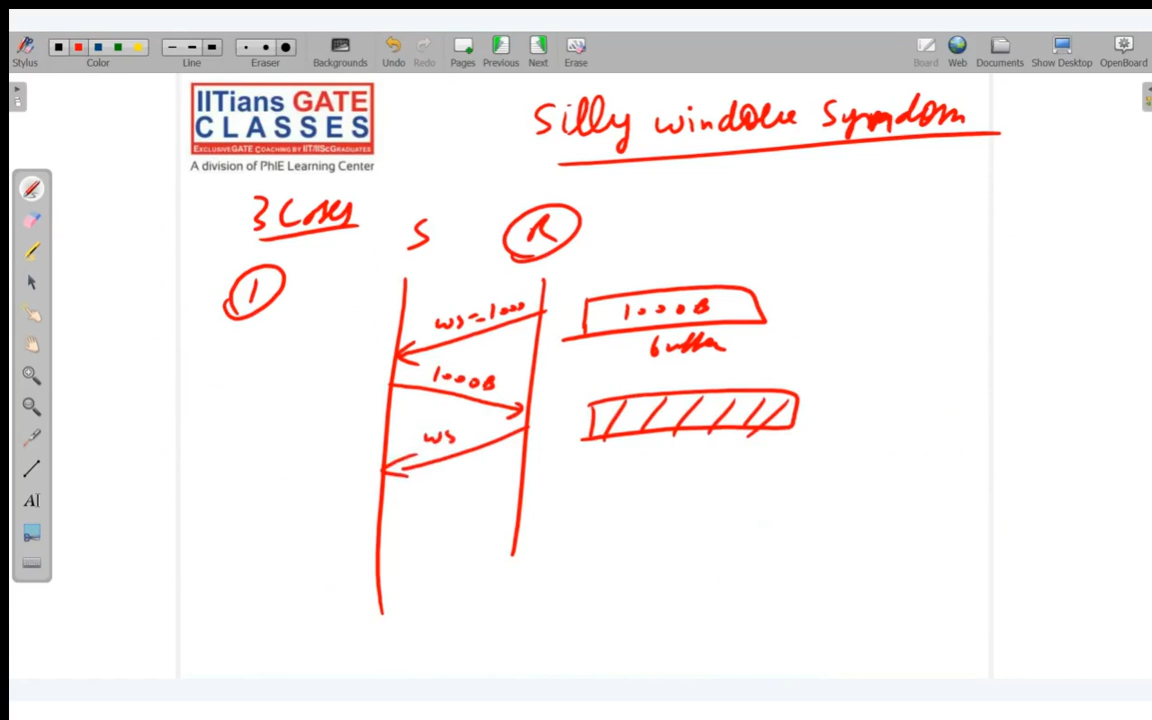 Stylus
Color
Line
Eraser
Backgrounds
Undo
Redo
Pages
Previous
Next
Erase
Board
Web
Documents
Show Desktop
OpenBoard
IITians GATE
CLASSES
EXCLUSIVE GATE COACHING BY IIT/IISc GRADUATES
A division of PhIE Learning Center
Silly window Syndom
3 Cases
S
R
1
ws=1000
1000B
buffer
1000B
ws
AI